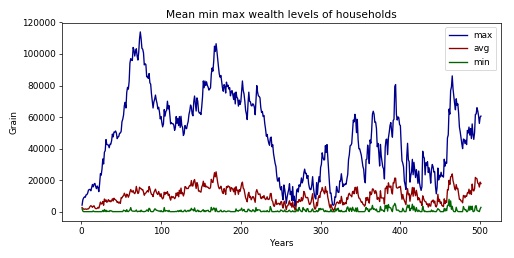 Mean min max wealth levels of households
120000
100000
80000
60000
40000
20000
0
Grain
0 100 200 300 400 500
Years
max
avg
min